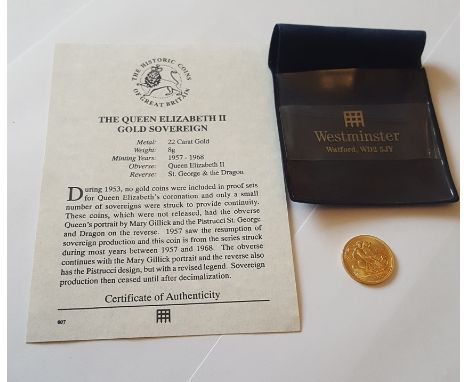 THE HISTORIC COINS
OF GREAT BRITAIN
THE QUEEN ELIZABETH II
GOLD SOVEREIGN
Metal: 22 Carat Gold
Weight: 8g
Minting Years: 1957 - 1968
Obverse: Queen Elizabeth II
Reverse: St. George & the Dragon
During 1953, no gold coins were included in proof sets
for Queen Elizabeth's coronation and only a small
number of sovereigns were struck to provide continuity.
These coins, which were not released, had the obverse
Queen's portrait by Mary Gillick and the Pistrucci St. George
and Dragon on the reverse. 1957 saw the resumption of
sovereign production and this coin is from the series struck
during most years between 1957 and 1968. The obverse
continues with the Mary Gillick portrait and the reverse also
has the Pistrucci design, but with a revised legend. Sovereign
production then ceased until after decimalization.
Certificate of Authenticity
607
Westminster
Watford, WD2 5JY